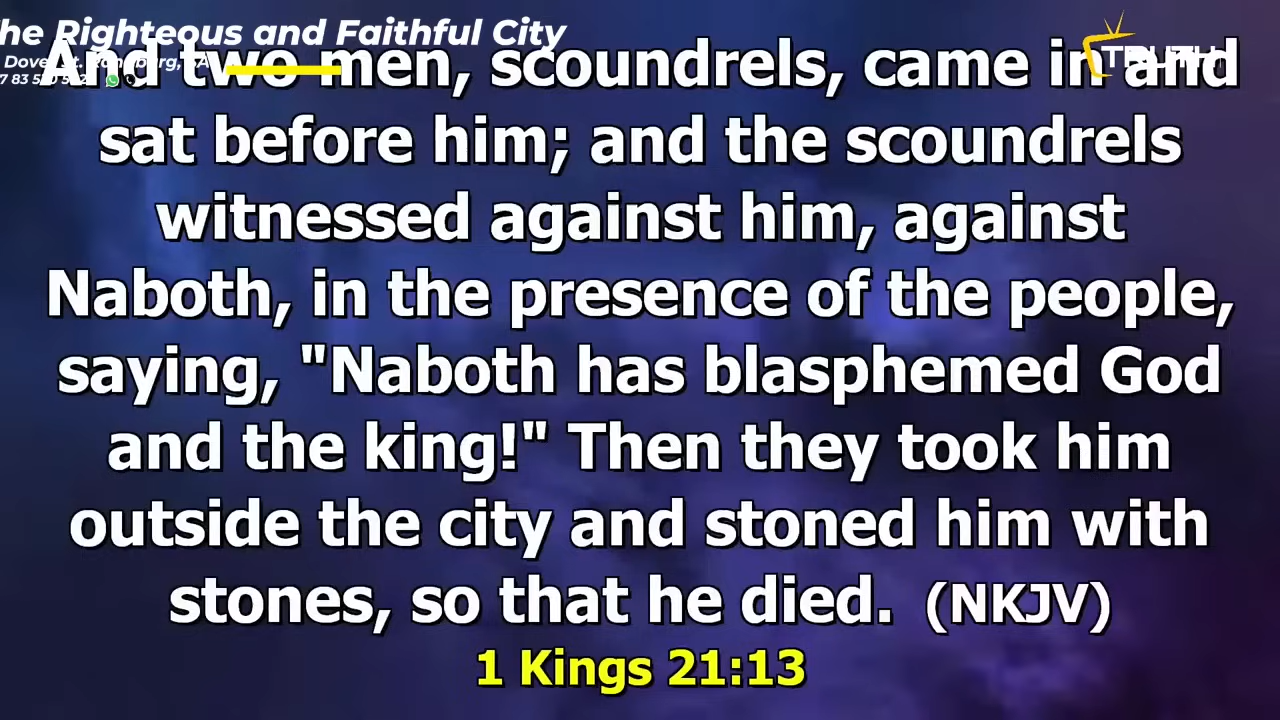 he Righteous and Faithful City
And two men, scoundrels, came in and
sat before him; and the scoundrels
witnessed against him, against
Naboth, in the presence of the people,
saying, "Naboth has blasphemed God
and the king!" Then they took him
outside the city and stoned him with
stones, so that he died. (NKJV)
1 Kings 21:13
TRUTH